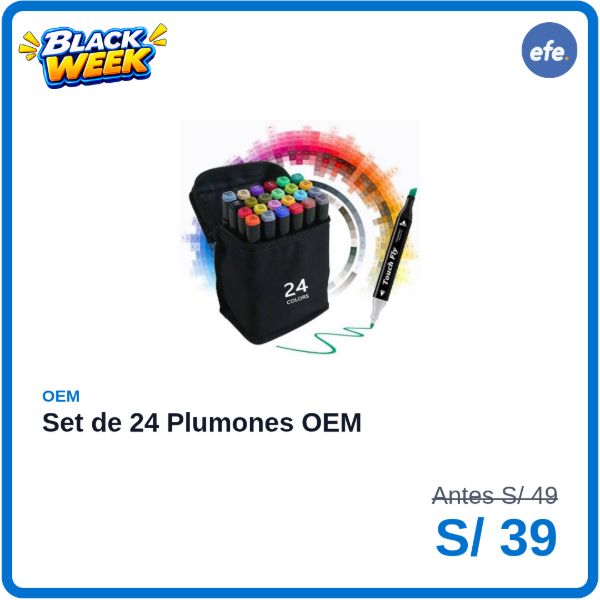 BLACK
WEEK
efe.
24
COLORS
Touch Fly
OEM
Set de 24 Plumones OEM
Antes S/ 49
S/ 39